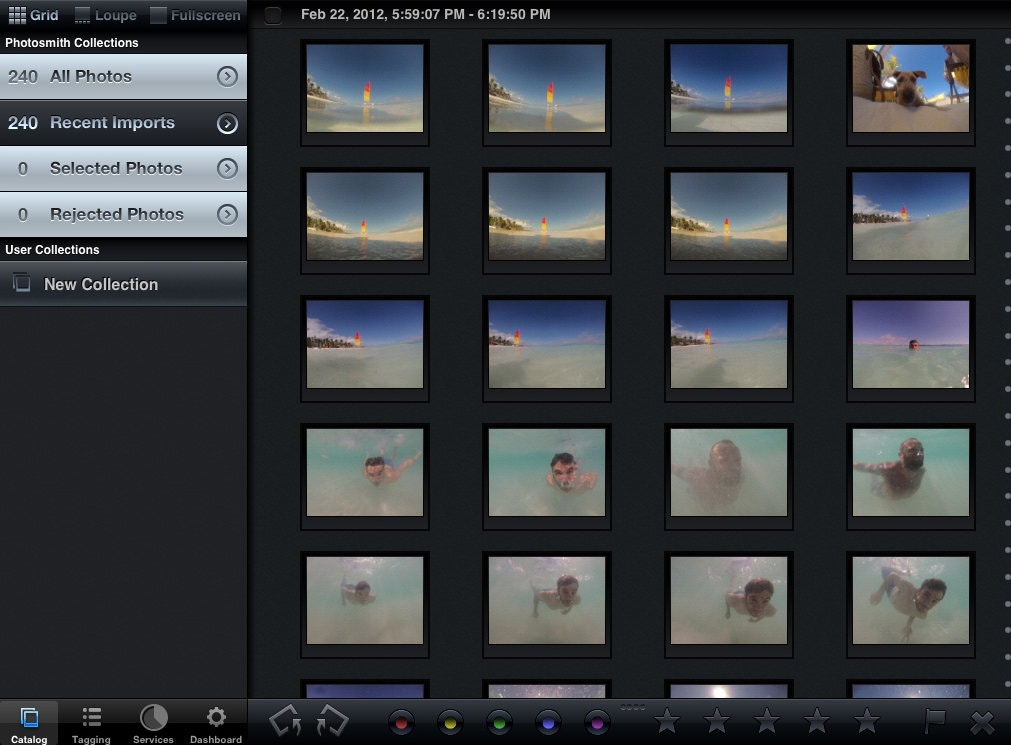 Grid Loupe Fullscreen
Feb 22, 2012, 5:59:07 PM - 6:19:50 PM
Photosmith Collections
240 All Photos
240 Recent Imports
0 Selected Photos
0 Rejected Photos
User Collections
New Collection
Catalog Tagging Services Dashboard